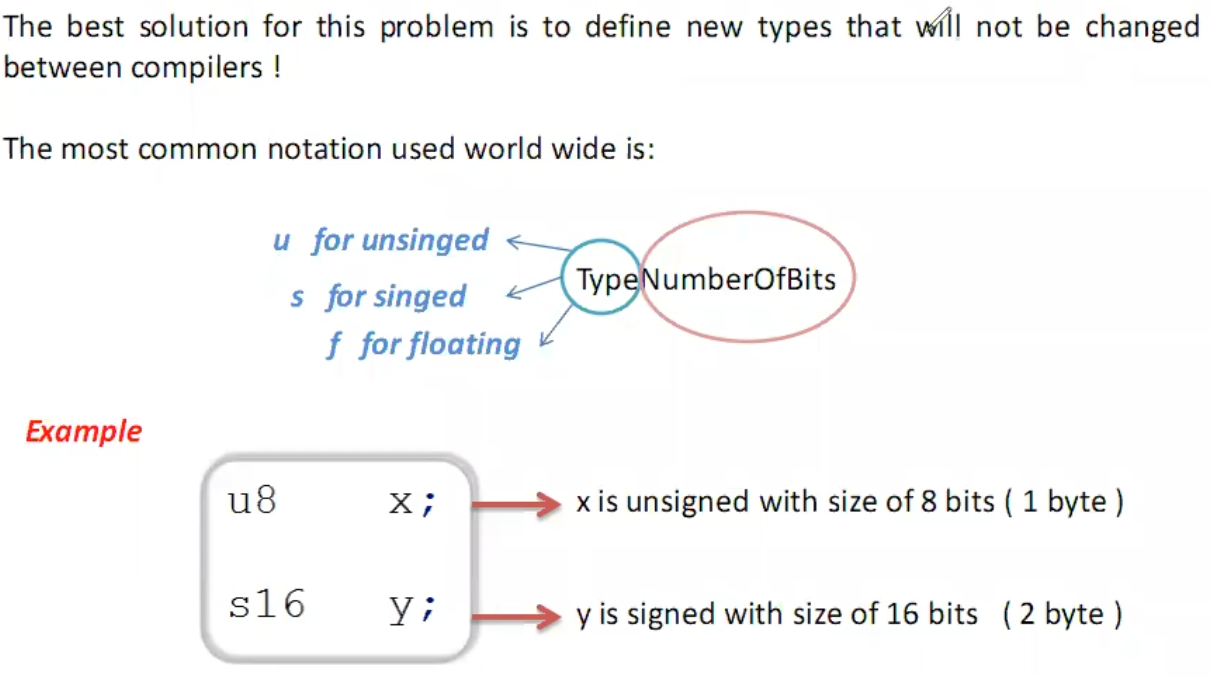 The best solution for this problem is to define new types that will not be changed
between compilers !
The most common notation used world wide is:
u for unsinged
s for singed
f for floating
TypeNumberOfBits
Example
u8 x;
x is unsigned with size of 8 bits ( 1 byte )
s16 y;
y is signed with size of 16 bits ( 2 byte )